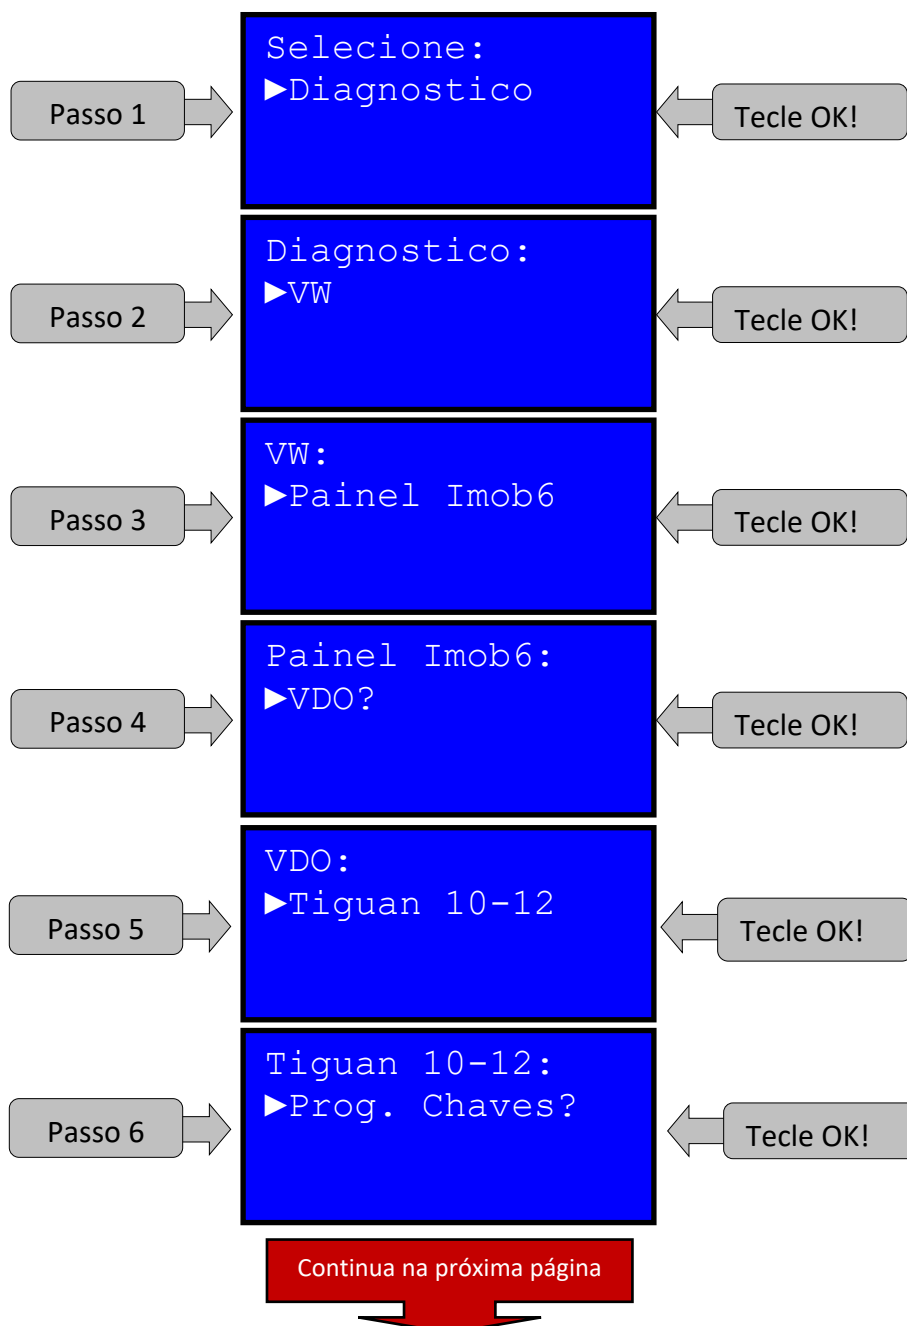 Selecione:
►Diagnostico
Passo 1
Tecle OK!
Diagnostico:
►VW
Passo 2
Tecle OK!
VW:
►Painel Imob6
Passo 3
Tecle OK!
Painel Imob6:
►VDO?
Passo 4
Tecle OK!
VDO:
►Tiguan 10-12
Passo 5
Tecle OK!
Tiguan 10-12:
►Prog. Chaves?
Passo 6
Tecle OK!
Continua na próxima página